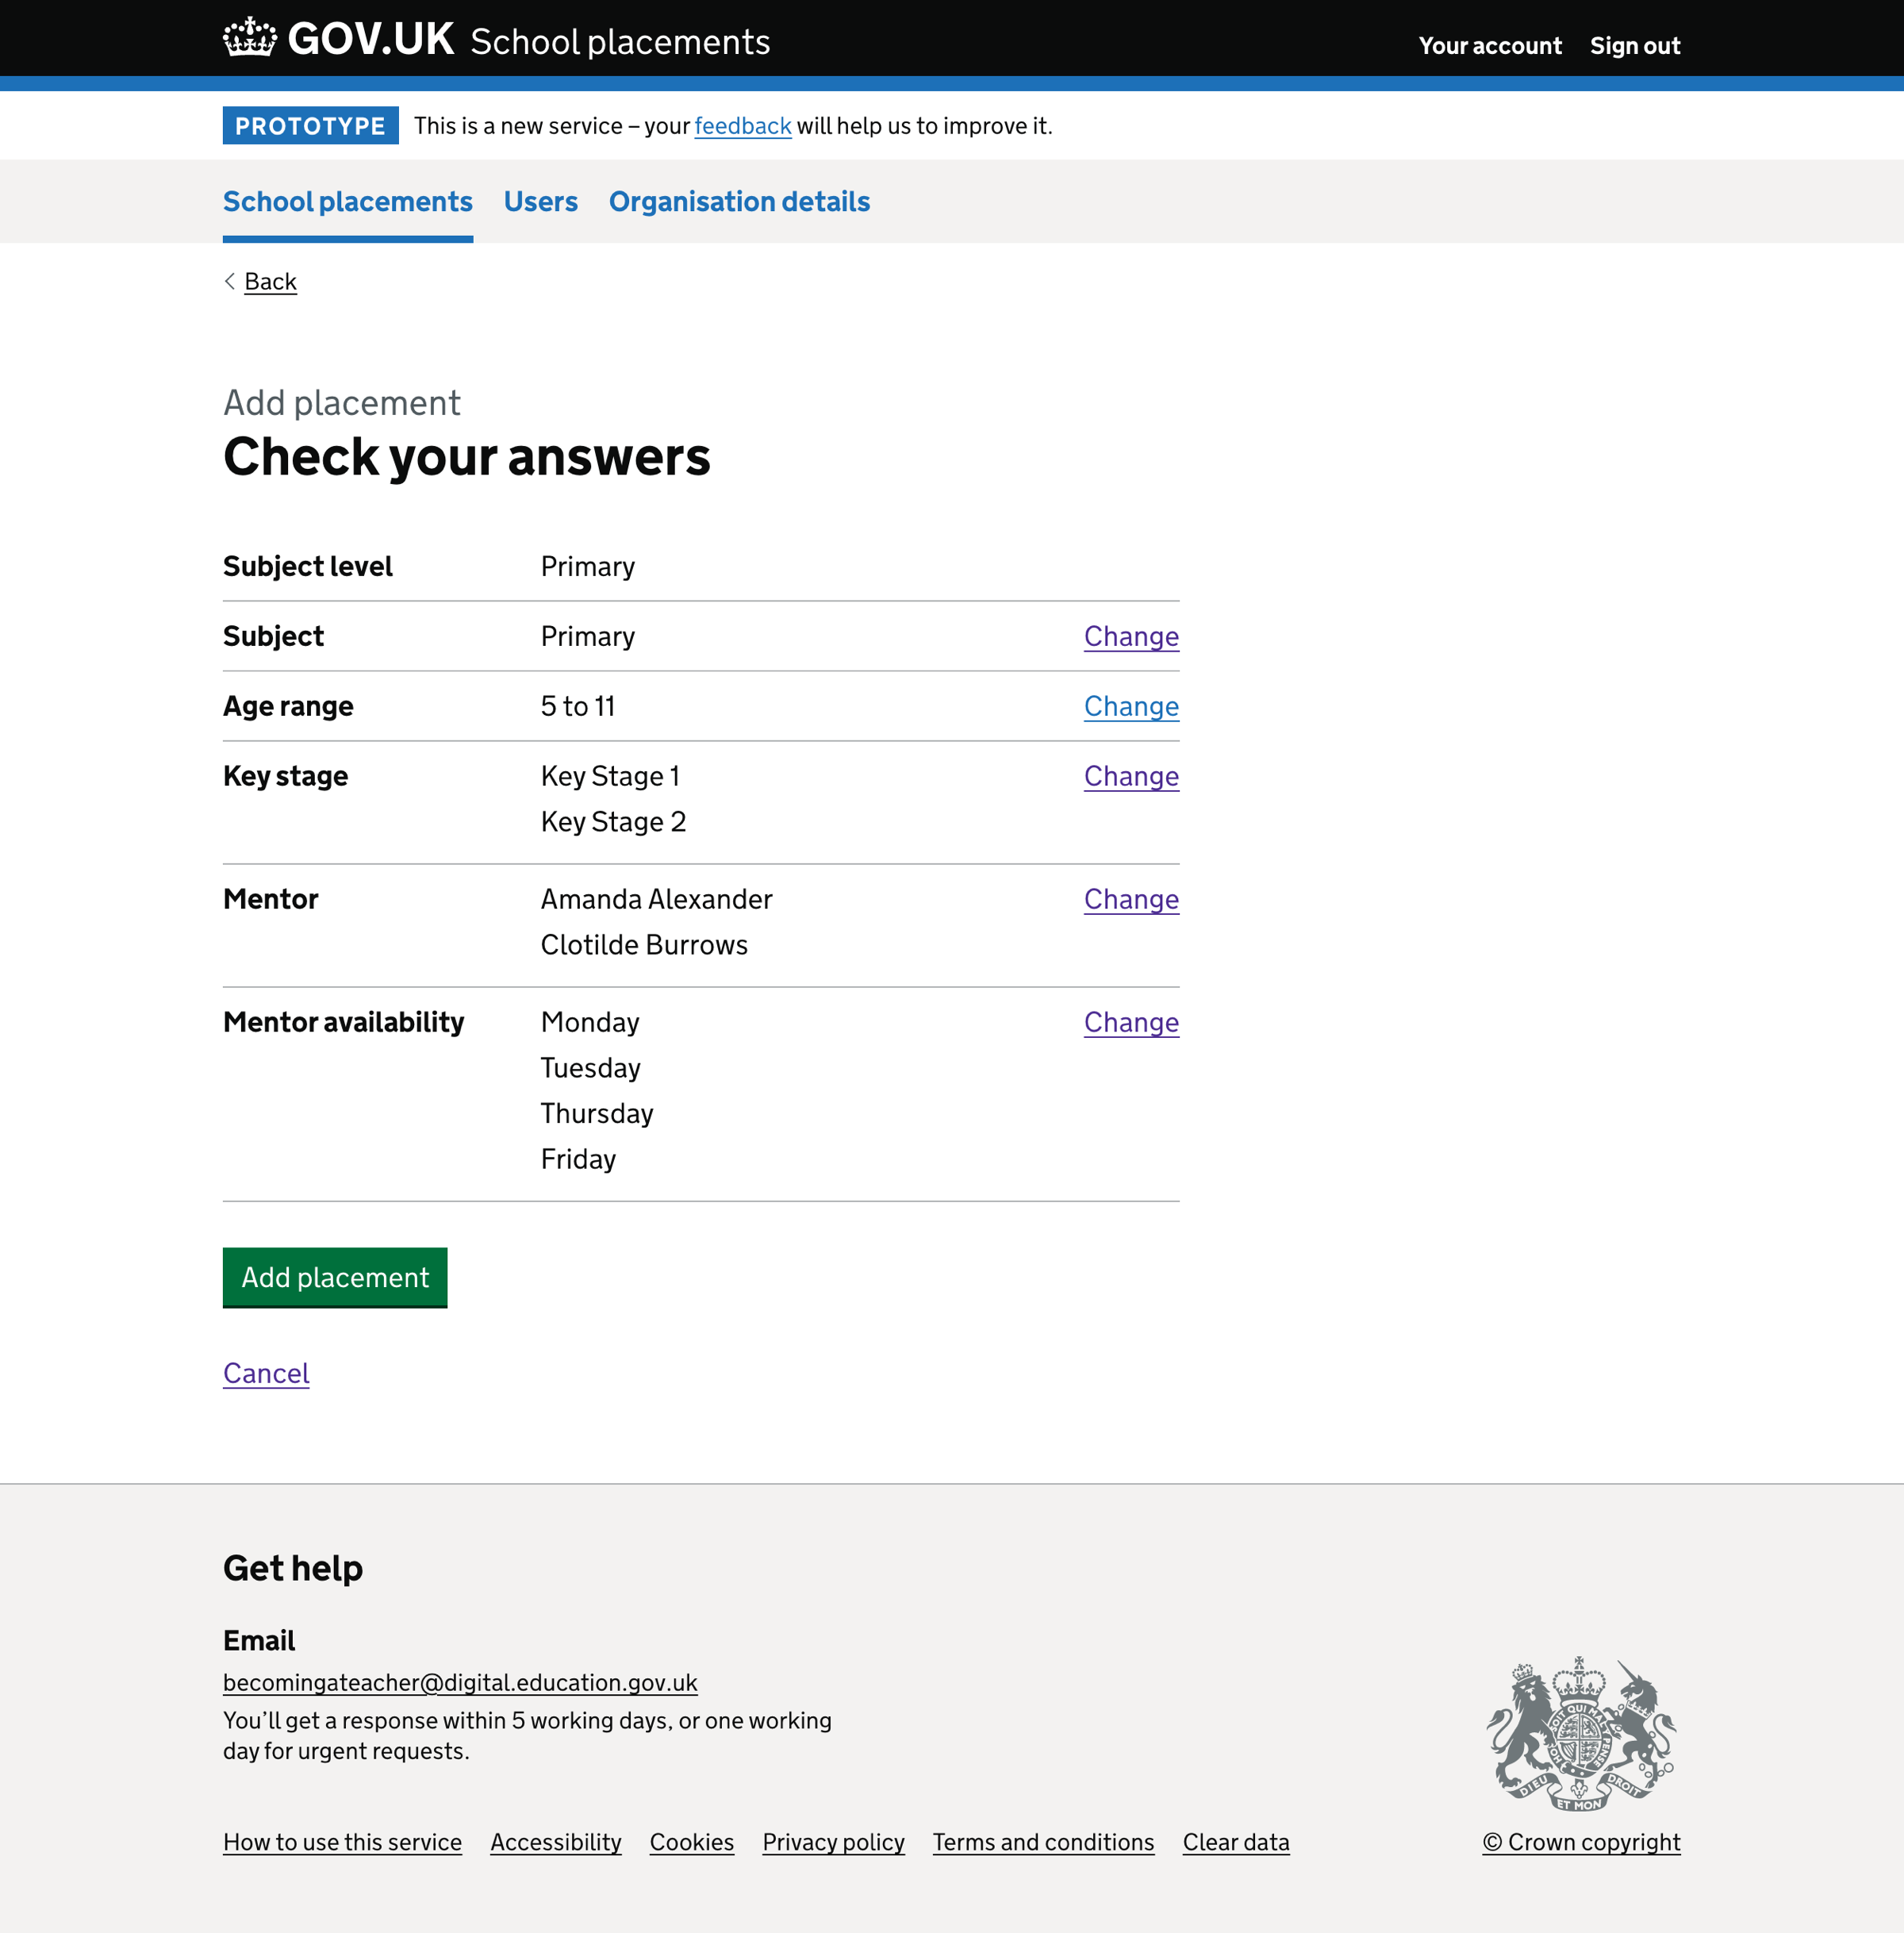 GOV.UK School placements
Your account Sign out
PROTOTYPE This is a new service – your feedback will help us to improve it.
School placements Users Organisation details
Back
Add placement
Check your answers
Subject level Primary
Subject Primary Change
Age range 5 to 11 Change
Key stage Key Stage 1 Change
Key Stage 2
Mentor Amanda Alexander Change
Clotilde Burrows
Mentor availability Monday Change
Tuesday
Thursday
Friday
Add placement
Cancel
Get help
Email
becomingateacher@digital.education.gov.uk
You’ll get a response within 5 working days, or one working
day for urgent requests.
DIEU ET MON DROIT
How to use this service Accessibility Cookies Privacy policy Terms and conditions Clear data
© Crown copyright